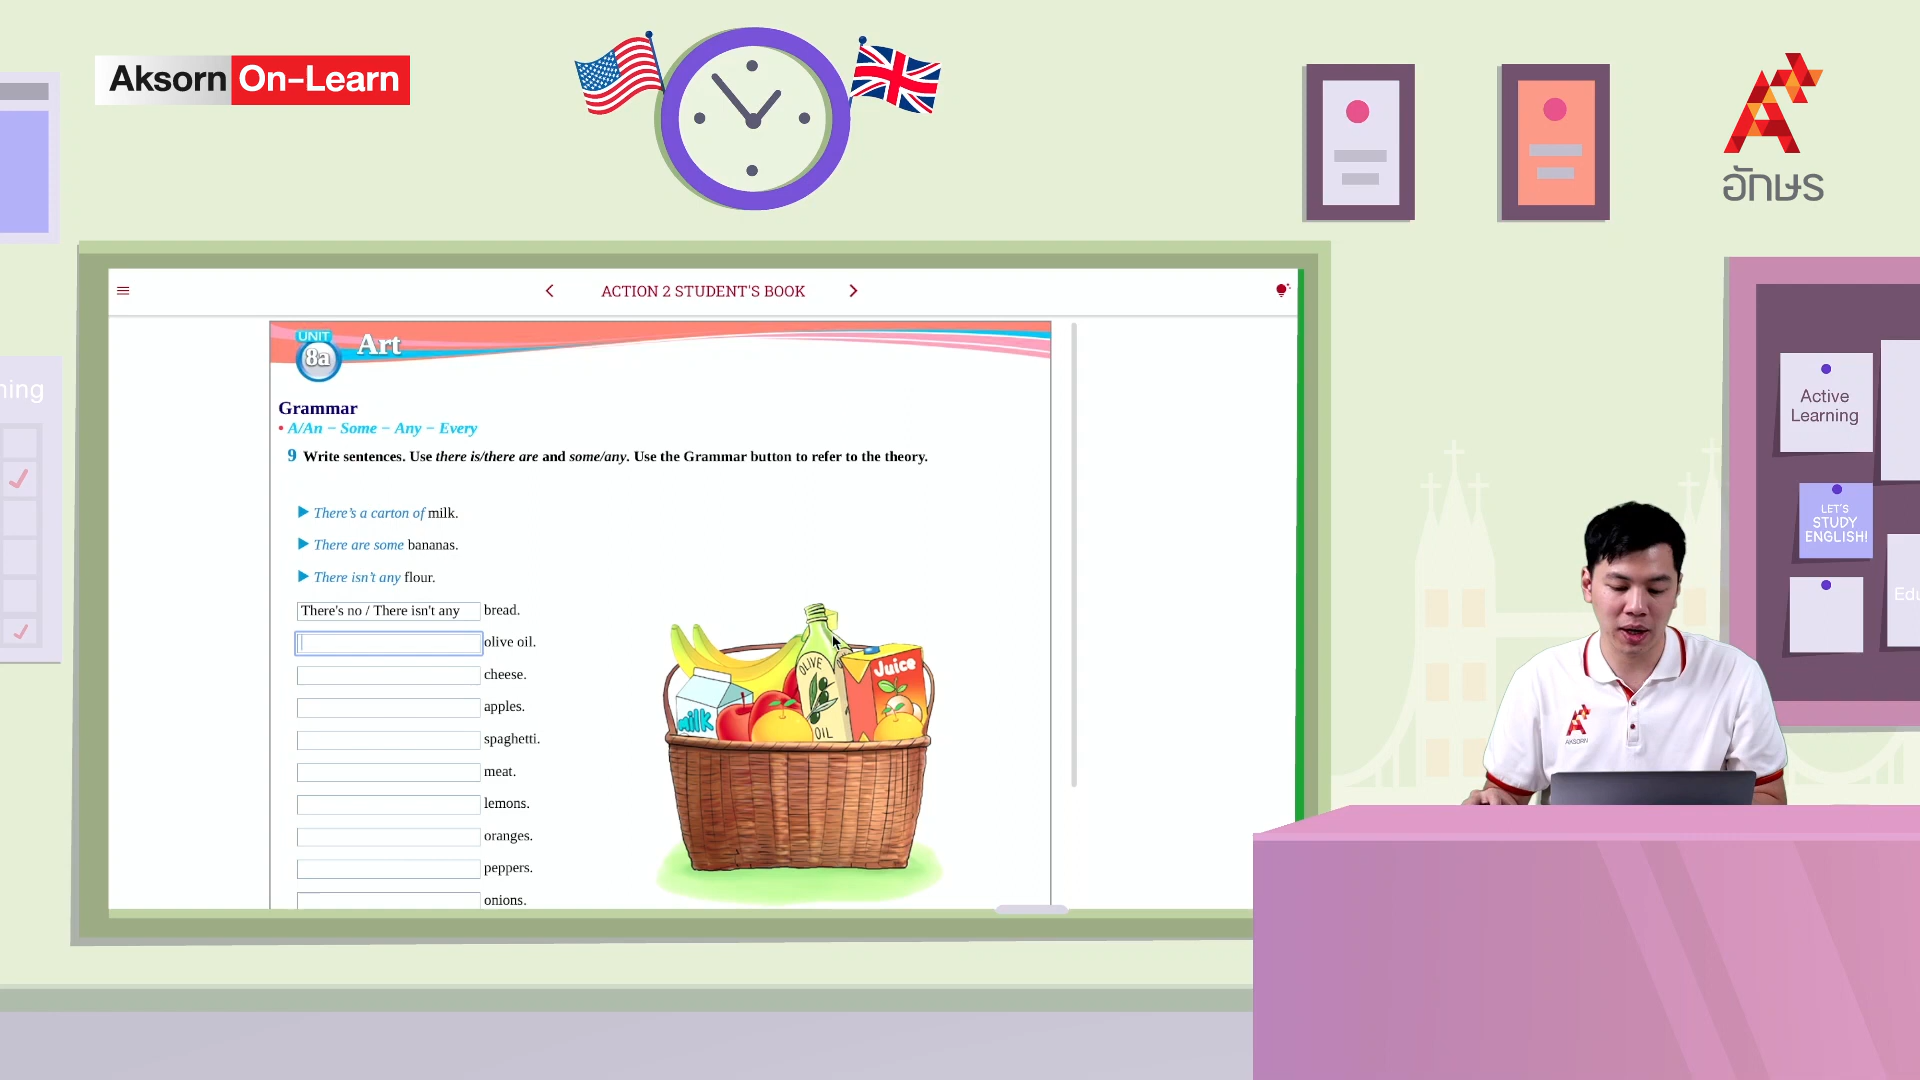 Aksorn On-Learn
อักษร
ning
ACTION 2 STUDENT'S BOOK
UNIT
8a
Art
Grammar
• A/An – Some – Any – Every
9 Write sentences. Use there is/there are and some/any. Use the Grammar button to refer to the theory.
There's a carton of milk.
There are some bananas.
There isn't any flour.
There's no / There isn't any bread.
olive oil.
cheese.
apples.
spaghetti.
meat.
lemons.
oranges.
peppers.
onions.
OLIVE
OIL
Juice
milk
Active
Learning
LET'S
STUDY
ENGLISH!
Edu
AKSORN